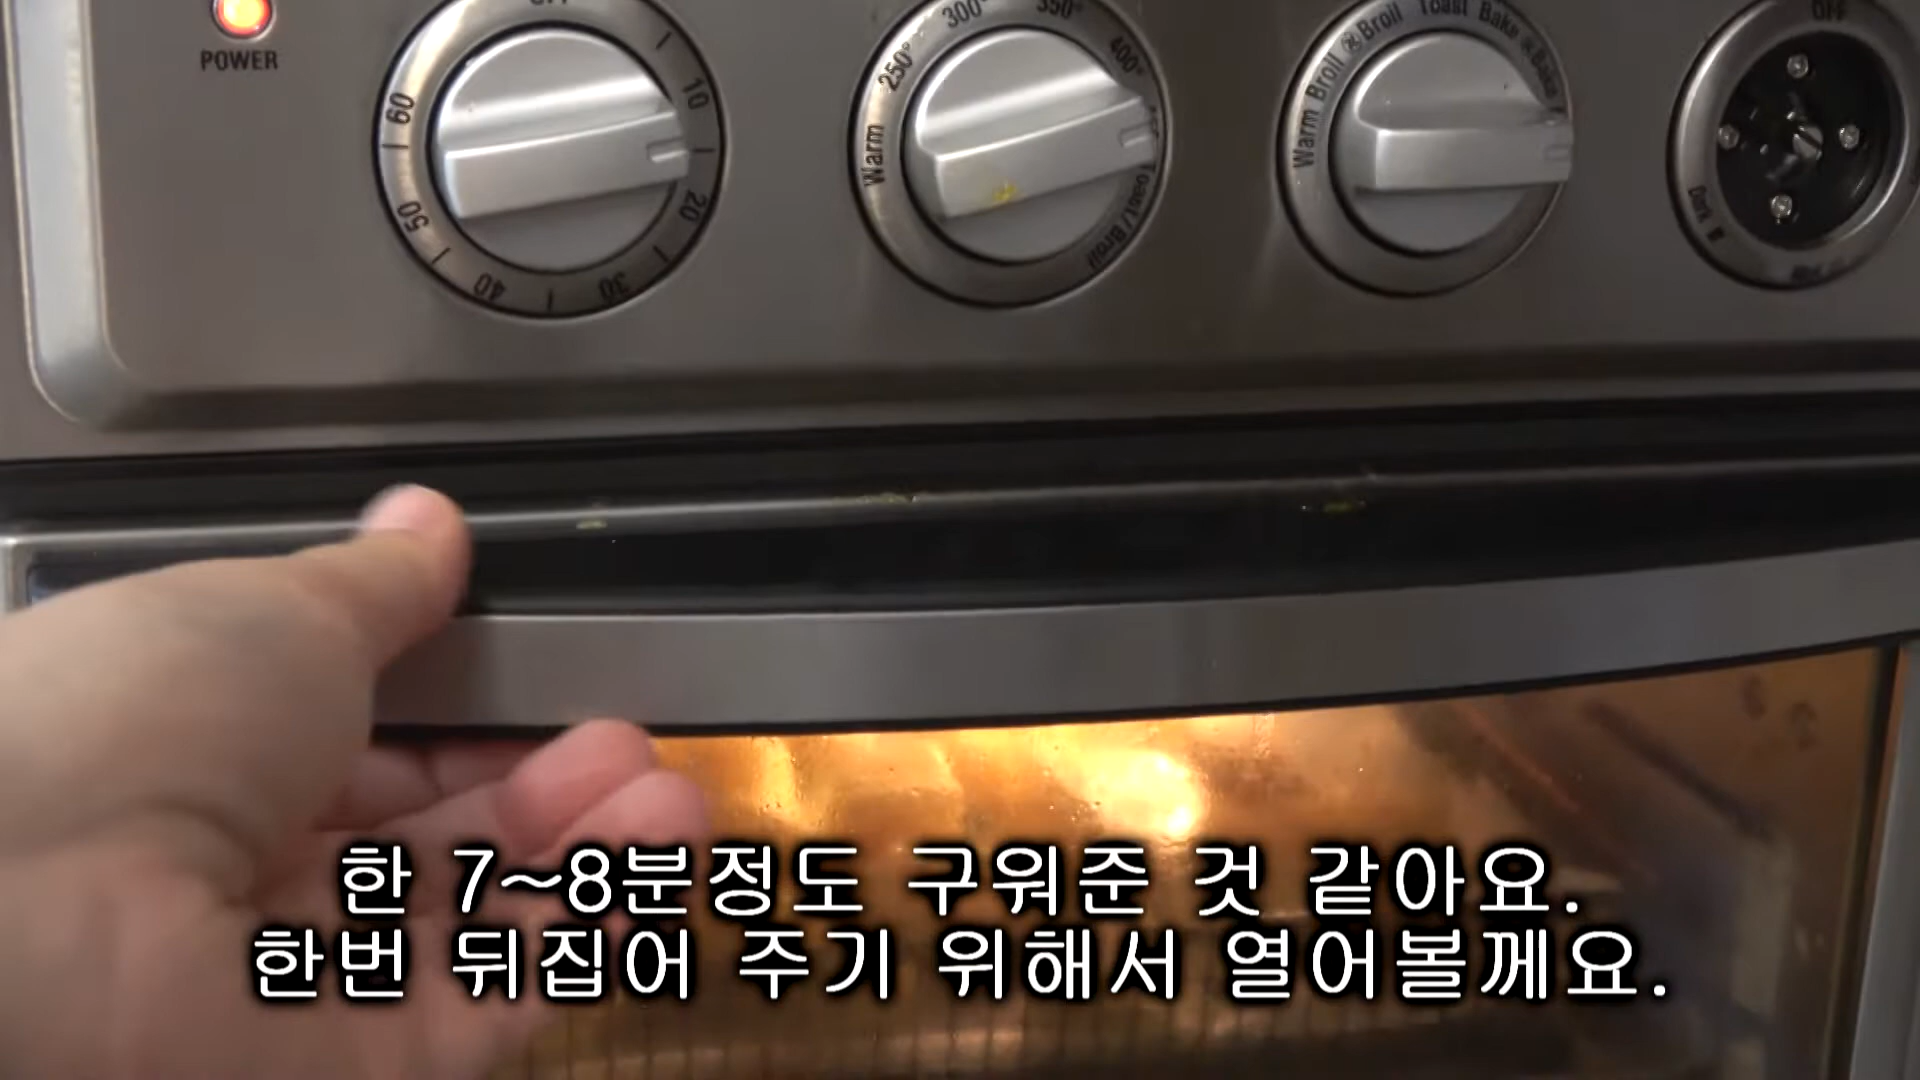 300° 350°
250° 400°
Warm Toast/Broil
Warm Broil Broil Toast Bake Bake
OFF
POWER
60 10
50 20
40 30
한 7~8분정도 구워준 것 같아요.
한번 뒤집어 주기 위해서 열어볼께요.